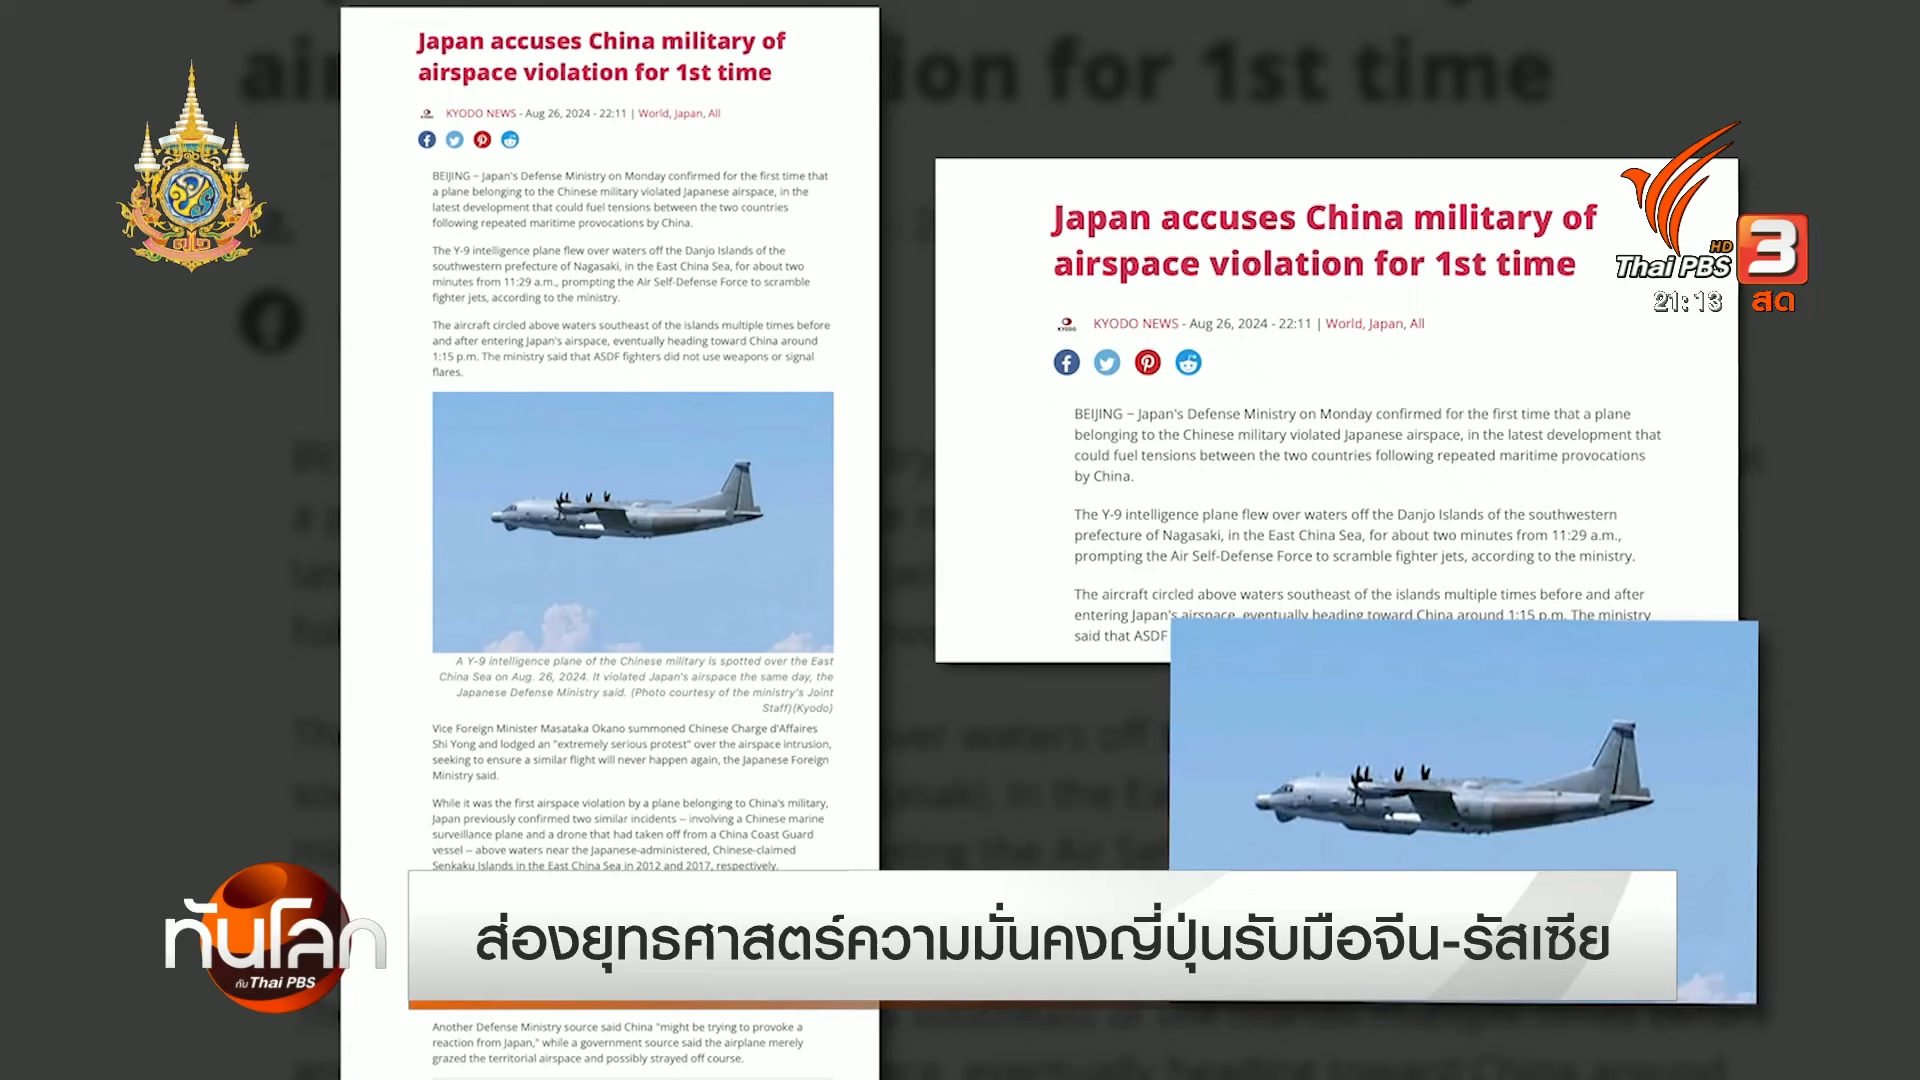 Japan accuses China military of
airspace violation for 1st time
KYODO NEWS - Aug 26, 2024 - 22:11 | World, Japan, All
BEIJING – Japan's Defense Ministry on Monday confirmed for the first time that
a plane belonging to the Chinese military violated Japanese airspace, in the
latest development that could fuel tensions between the two countries
following repeated maritime provocations by China.
The Y-9 intelligence plane flew over waters off the Danjo Islands of the
southwestern prefecture of Nagasaki, in the East China Sea, for about two
minutes from 11:29 a.m., prompting the Air Self-Defense Force to scramble
fighter jets, according to the ministry.
The aircraft circled above waters southeast of the islands multiple times before
and after entering Japan's airspace, eventually heading toward China around
1:15 p.m. The ministry said that ASDF fighters did not use weapons or signal
flares.
A Y-9 intelligence plane of the Chinese military is spotted over the East
China Sea on Aug. 26, 2024. It violated Japan's airspace the same day, the
Japanese Defense Ministry said. (Photo courtesy of the ministry's Joint
Staff)(Kyodo)
Vice Foreign Minister Masataka Okano summoned Chinese Charge d'Affaires
Shi Yong and lodged an "extremely serious protest" over the airspace intrusion,
seeking to ensure a similar flight will never happen again, the Japanese Foreign
Ministry said.
While it was the first airspace violation by a plane belonging to China's military,
Japan previously confirmed two similar incidents -- involving a Chinese marine
surveillance plane and a drone that had taken off from a China Coast Guard
vessel -- above waters near the Japanese-administered, Chinese-claimed
Senkaku Islands in the East China Sea in 2012 and 2017, respectively.
Another Defense Ministry source said China "might be trying to provoke a
reaction from Japan," while a government source said the airplane merely
grazed the territorial airspace and possibly strayed off course.
Japan accuses China military of
airspace violation for 1st time
KYODO
KYODO NEWS - Aug 26, 2024 - 22:11 | World, Japan, All
BEIJING – Japan's Defense Ministry on Monday confirmed for the first time that a plane
belonging to the Chinese military violated Japanese airspace, in the latest development that
could fuel tensions between the two countries following repeated maritime provocations
by China.
The Y-9 intelligence plane flew over waters off the Danjo Islands of the southwestern
prefecture of Nagasaki, in the East China Sea, for about two minutes from 11:29 a.m.,
prompting the Air Self-Defense Force to scramble fighter jets, according to the ministry.
The aircraft circled above waters southeast of the islands multiple times before and after
entering Japan's airspace, eventually heading toward China around 1:15 p.m. The ministry
said that ASDF
HD
Thai PBS 3
21:13 สด
ทันโลก
กับ Thai PBS
ส่องยุทธศาสตร์ความมั่นคงญี่ปุ่นรับมือจีน-รัสเซีย